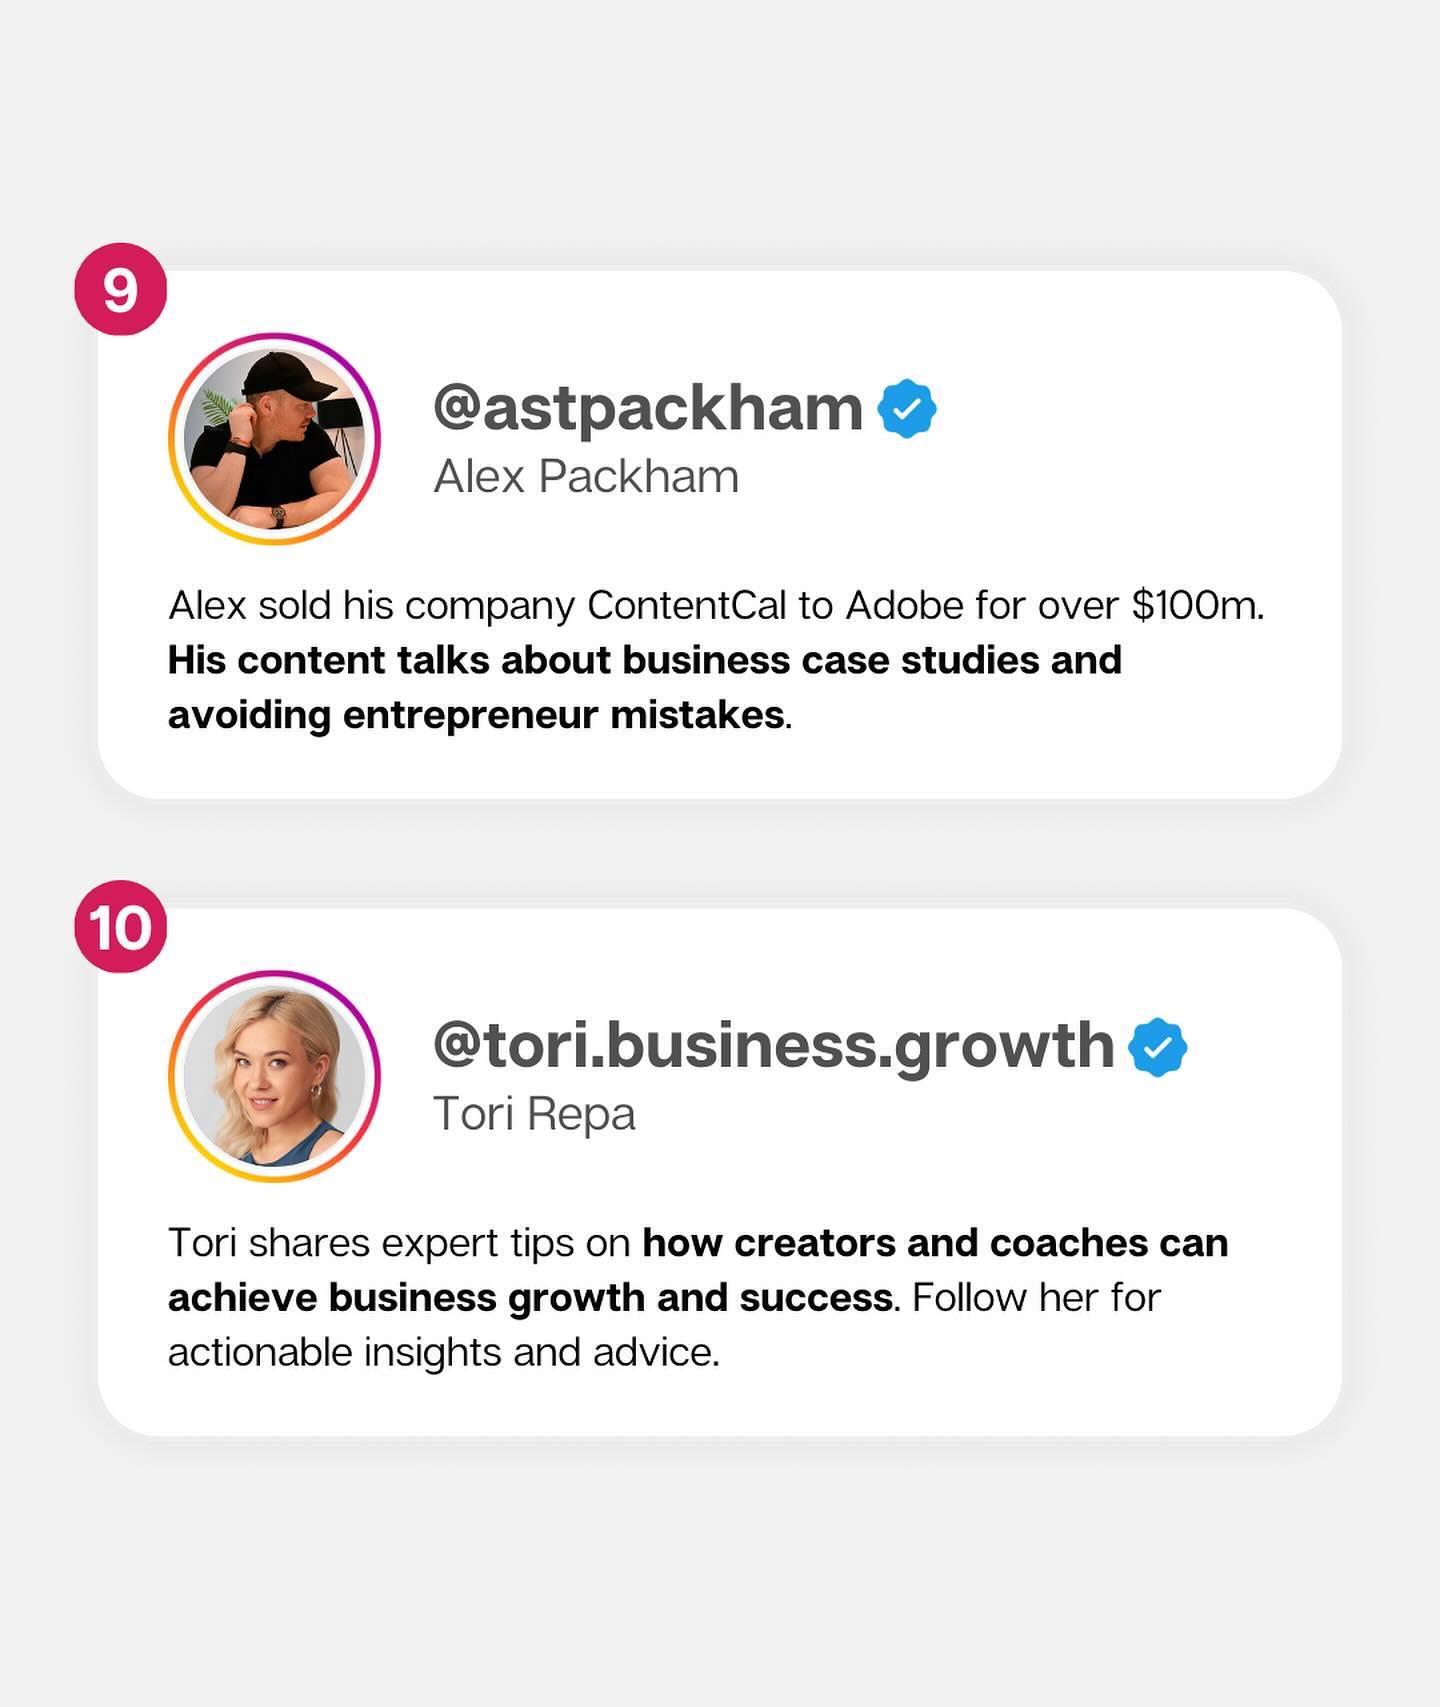 9
@astpackham
Alex Packham
Alex sold his company ContentCal to Adobe for over $100m.
His content talks about business case studies and
avoiding entrepreneur mistakes.
10
@tori.business.growth
Tori Repa
Tori shares expert tips on how creators and coaches can
achieve business growth and success. Follow her for
actionable insights and advice.